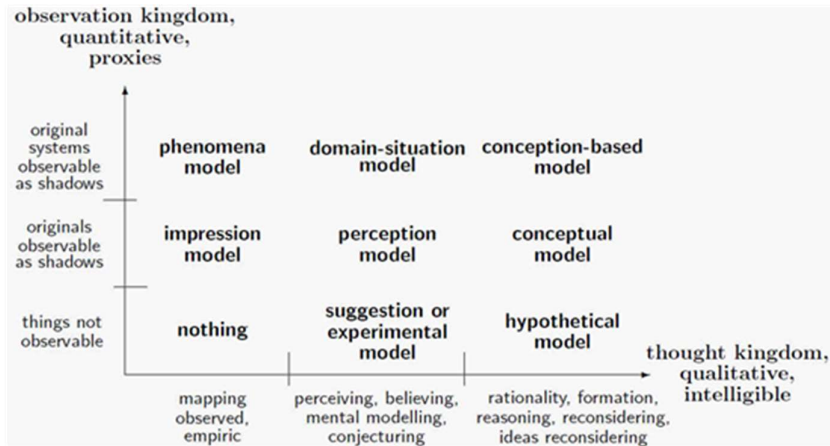 observation kingdom,
quantitative,
proxies
original
systems
observable
as shadows
phenomena
model
domain-situation
model
conception-based
model
originals
observable
as shadows
impression
model
perception
model
conceptual
model
things not
observable
nothing
suggestion or
experimental
model
hypothetical
model
thought kingdom,
qualitative,
intelligible
mapping
observed,
empiric
perceiving, believing,
mental modelling,
conjecturing
rationality, formation,
reasoning, reconsidering,
ideas reconsidering